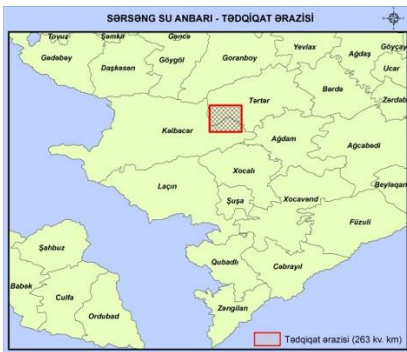 SƏRSƏNG SU ANBARI - TƏDQİQAT ƏRAZİSİ
Tovuz Şəmkir Gəncə Yevlax Göyçay
Gədəbəy Daşkəsən Göygöl Goranboy Ağdaş Ucar
Bərdə Zərdab
Tərtər
Kəlbəcər Ağdam Ağcabədi
Laçın Xocalı Beyləqan
Şuşa Xocavənd
Füzuli
Şahbuz Qubadlı Cəbrayıl
Babək Culfa Ordubad Zəngilan
Tədqiqat ərazisi (263 kv. km)